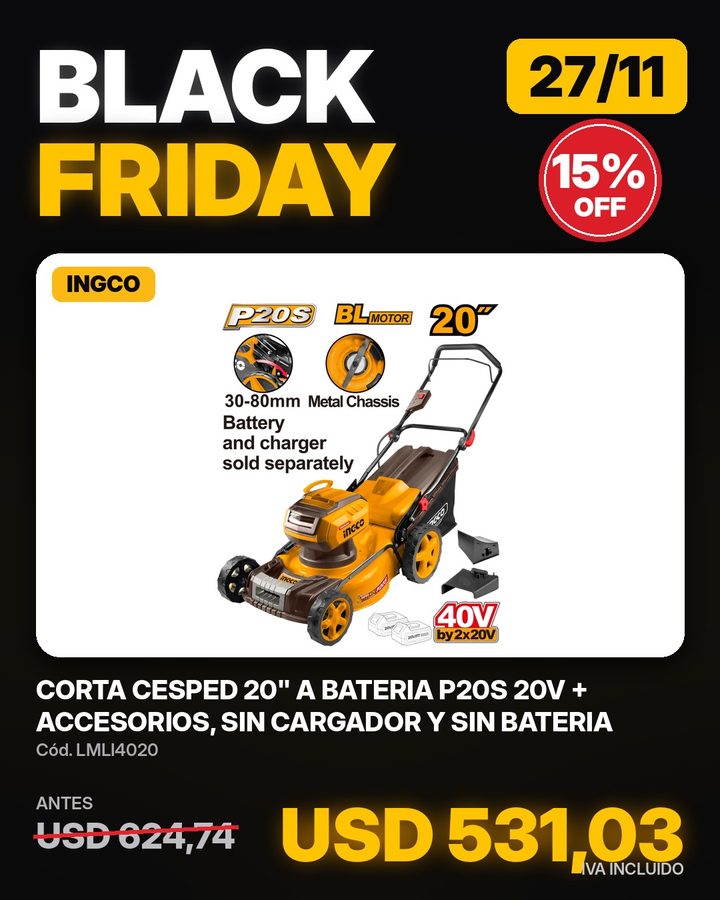 BLACK
FRIDAY
27/11
15%
OFF
INGCO
P20S
BL MOTOR
20"
30-80mm
Metal Chassis
Battery
and charger
sold separately
INGCO
INGCO
INGCO
40V
by 2x20V
CORTA CESPED 20" A BATERIA P20S 20V +
ACCESORIOS, SIN CARGADOR Y SIN BATERIA
Cód. LMLI4020
ANTES
USD 624,74
USD 531,03
IVA INCLUIDO